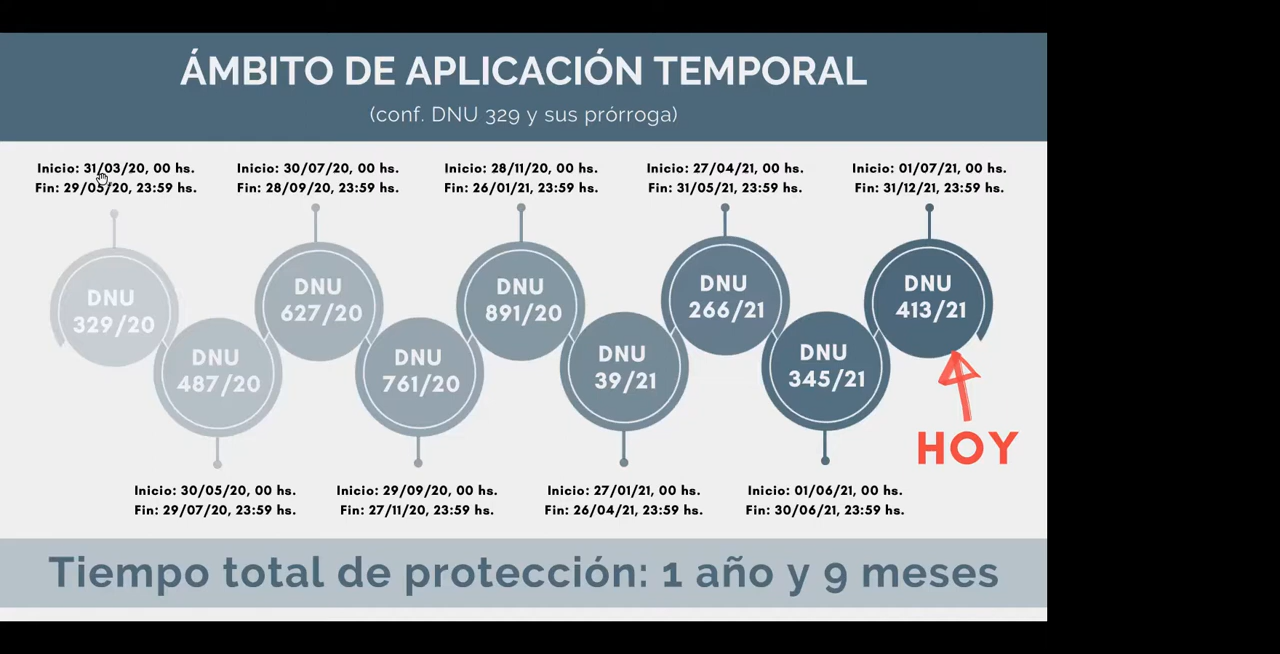 ÁMBITO DE APLICACIÓN TEMPORAL
(conf. DNU 329 y sus prórroga)
Inicio: 31/03/20, 00 hs.
Fin: 29/05/20, 23:59 hs.
Inicio: 30/07/20, 00 hs.
Fin: 28/09/20, 23:59 hs.
Inicio: 28/11/20, 00 hs.
Fin: 26/01/21, 23:59 hs.
Inicio: 27/04/21, 00 hs.
Fin: 31/05/21, 23:59 hs.
Inicio: 01/07/21, 00 hs.
Fin: 31/12/21, 23:59 hs.
DNU
329/20
DNU
487/20
DNU
627/20
DNU
761/20
DNU
891/20
DNU
39/21
DNU
266/21
DNU
345/21
DNU
413/21
HOY
Inicio: 30/05/20, 00 hs.
Fin: 29/07/20, 23:59 hs.
Inicio: 29/09/20, 00 hs.
Fin: 27/11/20, 23:59 hs.
Inicio: 27/01/21, 00 hs.
Fin: 26/04/21, 23:59 hs.
Inicio: 01/06/21, 00 hs.
Fin: 30/06/21, 23:59 hs.
Tiempo total de protección: 1 año y 9 meses